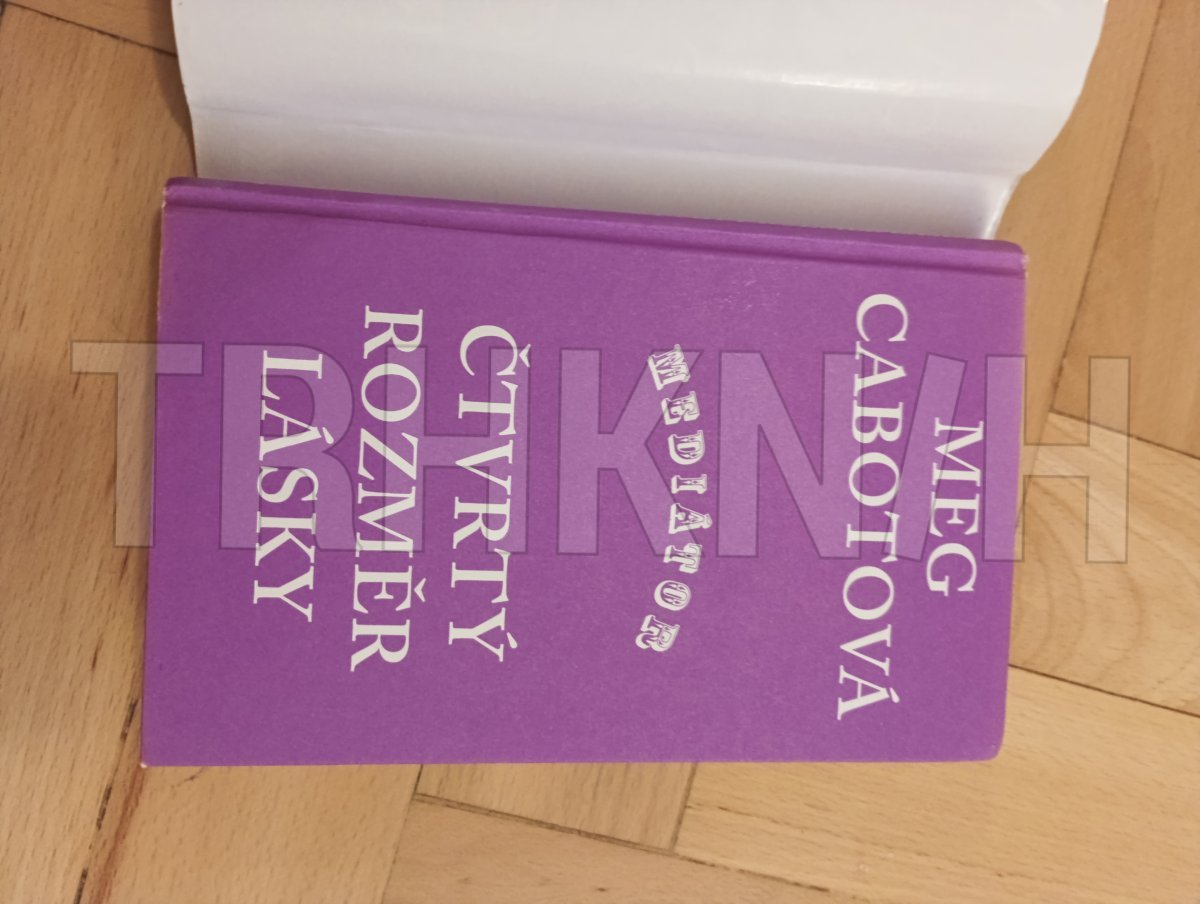 MEG
CABOTOVÁ
MEDIÁTOR
ČTVRTÝ
ROZMĚR
LÁSKY
TRHKNIH